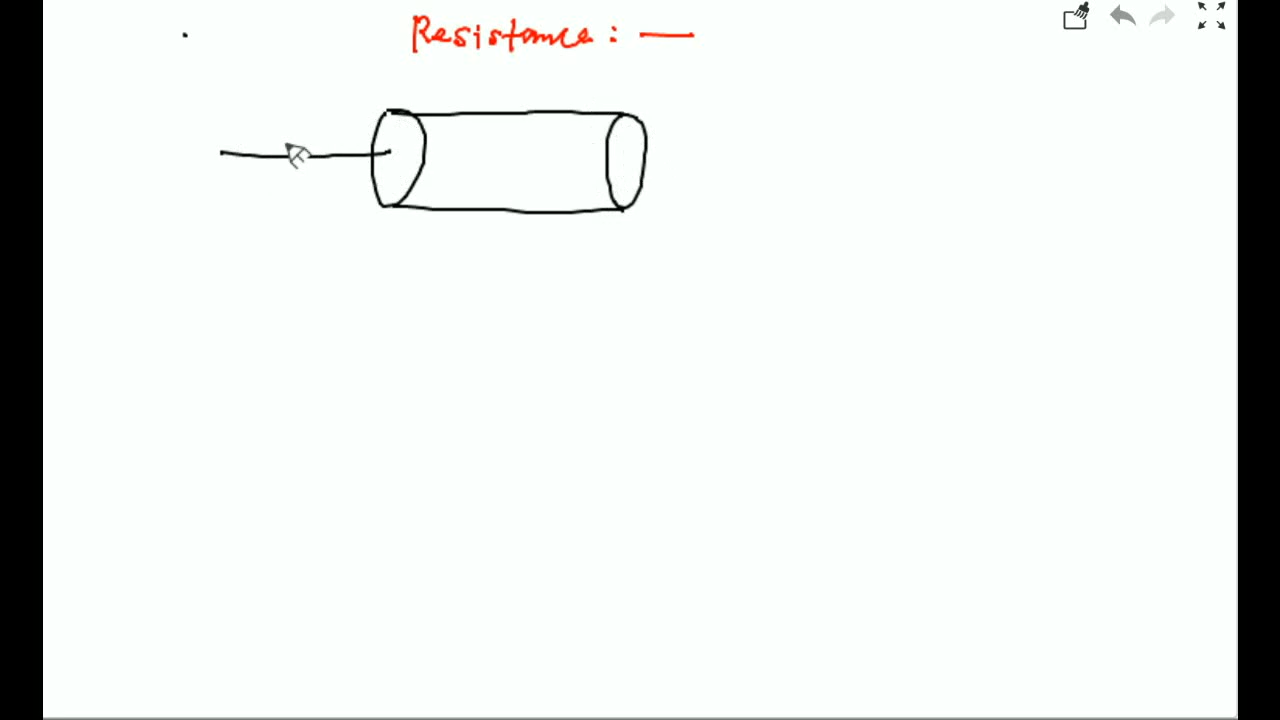 Resistance : —